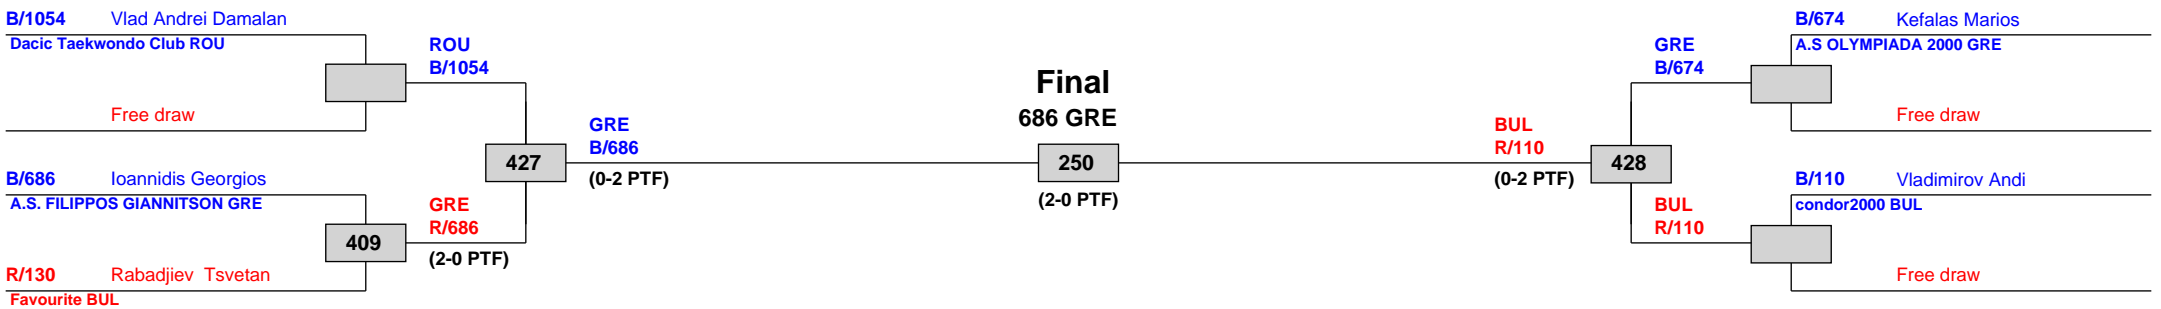 B/1054 Vlad Andrei Damalan
Dacic Taekwondo Club ROU
Free draw
ROU
B/1054
B/686 Ioannidis Georgios
A.S. FILIPPOS GIANNITSON GRE
409
R/130 Rabadjiev Tsvetan
Favourite BUL
GRE
R/686
(2-0 PTF)
427
GRE
B/686
(0-2 PTF)
Final
686 GRE
250
(2-0 PTF)
BUL
R/110
(0-2 PTF)
428
GRE
B/674
BUL
R/110
B/674 Kefalas Marios
A.S OLYMPIADA 2000 GRE
Free draw
B/110 Vladimirov Andi
condor2000 BUL
Free draw